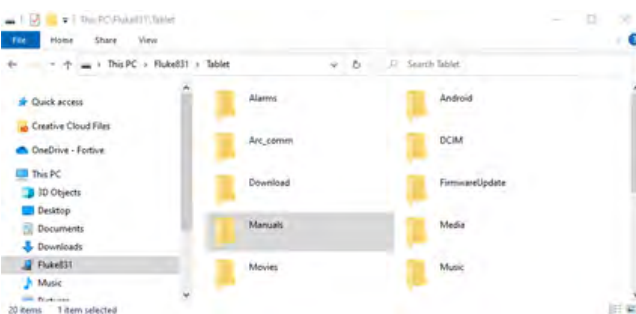 This PC\Fluke831\Tablet
File Home Share View
This PC › Fluke831 › Tablet
Search Tablet
Quick access
Creative Cloud Files
OneDrive - Fortive
This PC
3D Objects
Desktop
Documents
Downloads
Fluke831
Music
Pictures
Alarms
Android
Arc_comm
DCIM
Download
FirmwareUpdate
Manuals
Media
Movies
Music
20 items 1 item selected